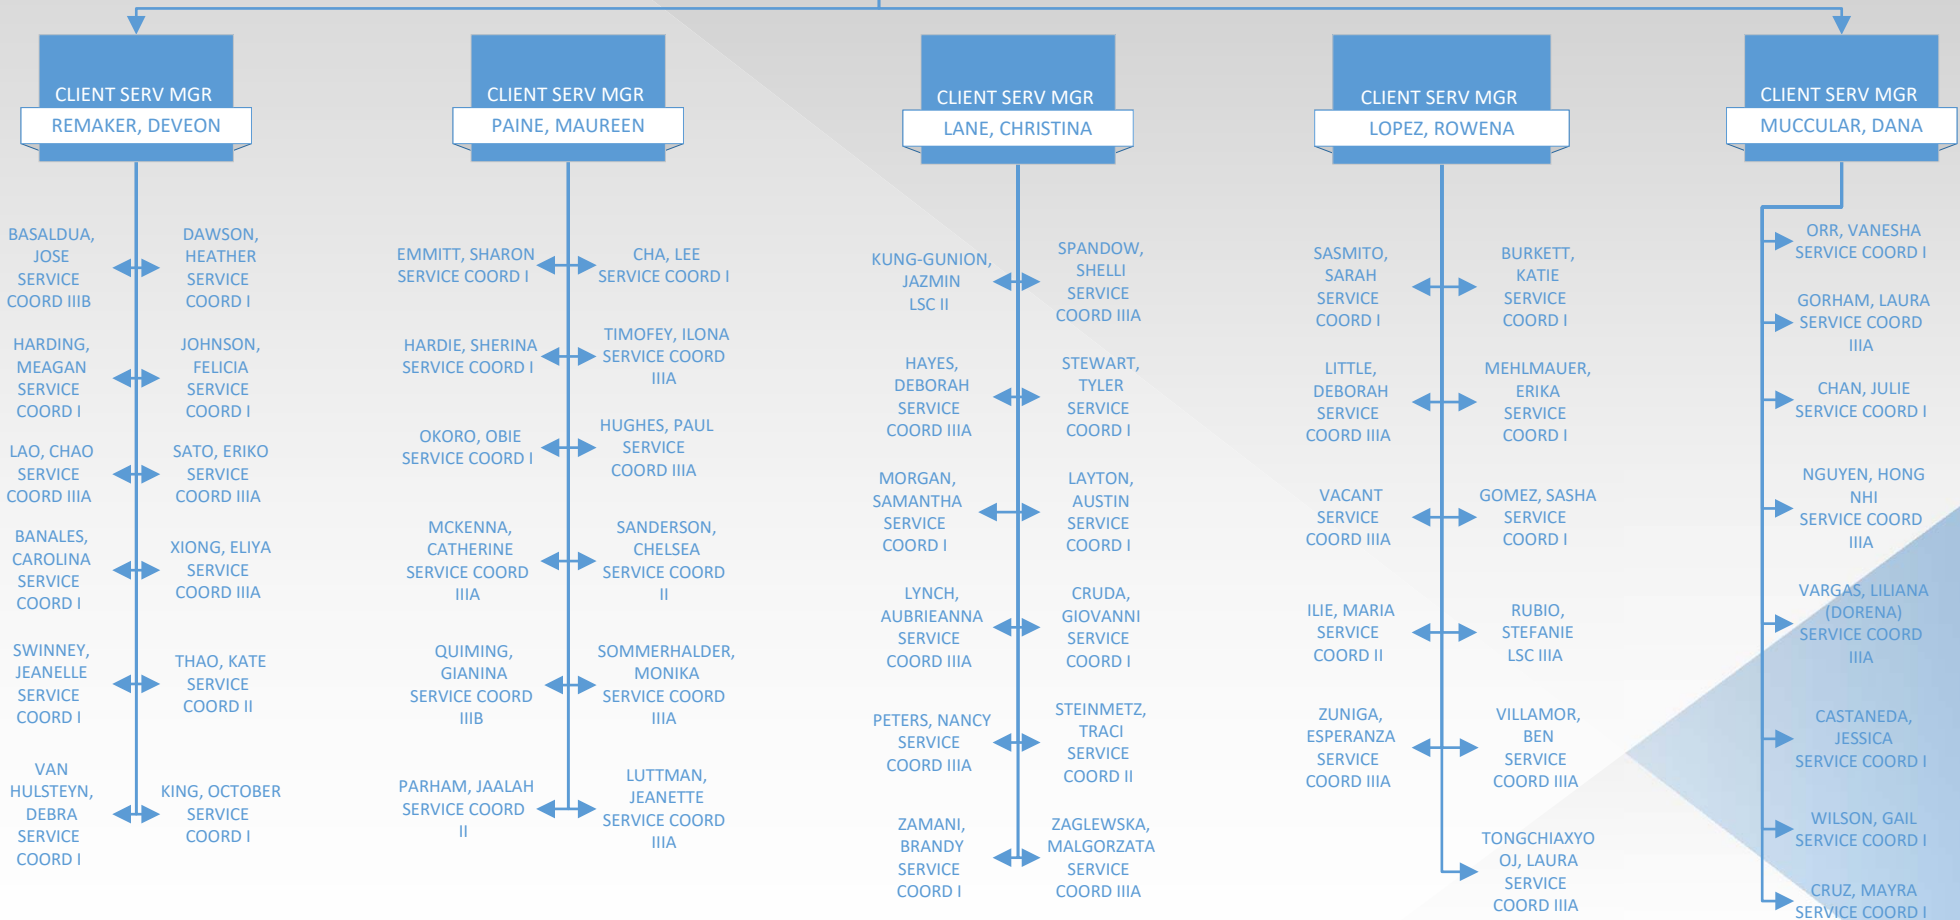 CLIENT SERV MGR
REMAKER, DEVEON
BASALDUA,
JOSE
SERVICE
COORD IIIB
DAWSON,
HEATHER
SERVICE
COORD I
HARDING,
MEAGAN
SERVICE
COORD I
JOHNSON,
FELICIA
SERVICE
COORD I
LAO, CHAO
SERVICE
COORD IIIA
SATO, ERIKO
SERVICE
COORD IIIA
BANALES,
CAROLINA
SERVICE
COORD I
XIONG, ELIYA
SERVICE
COORD IIIA
SWINNEY,
JEANELLE
SERVICE
COORD I
THAO, KATE
SERVICE
COORD II
VAN
HULSTEYN,
DEBRA
SERVICE
COORD I
KING, OCTOBER
SERVICE
COORD I
CLIENT SERV MGR
PAINE, MAUREEN
EMMITT, SHARON
SERVICE COORD I
CHA, LEE
SERVICE COORD I
HARDIE, SHERINA
SERVICE COORD I
TIMOFEY, ILONA
SERVICE COORD
IIIA
OKORO, OBIE
SERVICE COORD I
HUGHES, PAUL
SERVICE
COORD IIIA
MCKENNA,
CATHERINE
SERVICE COORD
IIIA
SANDERSON,
CHELSEA
SERVICE COORD
II
QUIMING,
GIANINA
SERVICE COORD
IIIB
SOMMERHALDER,
MONIKA
SERVICE COORD
IIIA
PARHAM, JAALAH
SERVICE COORD
II
LUTTMAN,
JEANETTE
SERVICE COORD
IIIA
CLIENT SERV MGR
LANE, CHRISTINA
KUNG-GUNION,
JAZMIN
LSC II
SPANDOW,
SHELLI
SERVICE
COORD IIIA
HAYES,
DEBORAH
SERVICE
COORD IIIA
STEWART,
TYLER
SERVICE
COORD I
MORGAN,
SAMANTHA
SERVICE
COORD I
LAYTON,
AUSTIN
SERVICE
COORD I
LYNCH,
AUBRIEANNA
SERVICE
COORD IIIA
CRUDA,
GIOVANNI
SERVICE
COORD I
PETERS, NANCY
SERVICE
COORD IIIA
STEINMETZ,
TRACI
SERVICE
COORD II
ZAMANI,
BRANDY
SERVICE
COORD I
ZAGLEWSKA,
MALGORZATA
SERVICE
COORD IIIA
CLIENT SERV MGR
LOPEZ, ROWENA
SASMITO,
SARAH
SERVICE
COORD I
BURKETT,
KATIE
SERVICE
COORD I
LITTLE,
DEBORAH
SERVICE
COORD IIIA
MEHLMAUER,
ERIKA
SERVICE
COORD I
VACANT
SERVICE
COORD IIIA
GOMEZ, SASHA
SERVICE
COORD I
ILIE, MARIA
SERVICE
COORD II
RUBIO,
STEFANIE
LSC IIIA
ZUNIGA,
ESPERANZA
SERVICE
COORD IIIA
VILLAMOR,
BEN
SERVICE
COORD IIIA
TONGCHIAXYO
OJ, LAURA
SERVICE
COORD IIIA
CLIENT SERV MGR
MUCCULAR, DANA
ORR, VANESHA
SERVICE COORD I
GORHAM, LAURA
SERVICE COORD
IIIA
CHAN, JULIE
SERVICE COORD I
NGUYEN, HONG
NHI
SERVICE COORD
IIIA
VARGAS, LILIANA
(DORENA)
SERVICE COORD
IIIA
CASTANEDA,
JESSICA
SERVICE COORD I
WILSON, GAIL
SERVICE COORD I
CRUZ, MAYRA
SERVICE COORD I